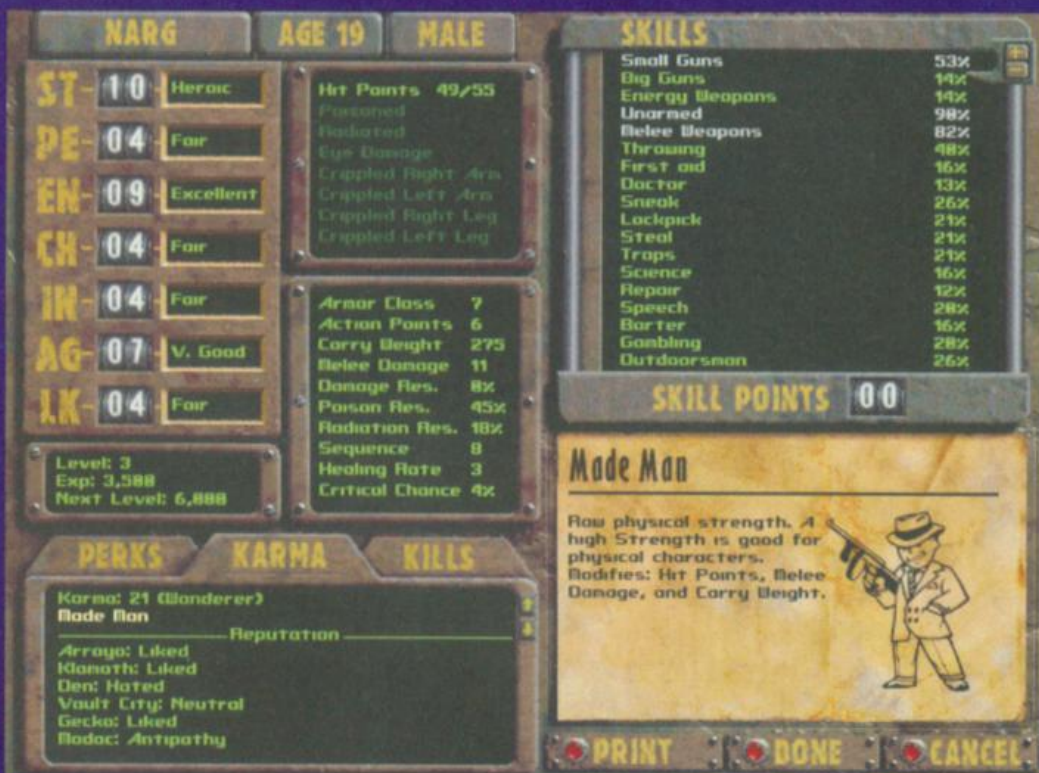 NARG
AGE 19
MALE
ST 10 Heroic
PE 04 Fair
EN 09 Excellent
CH 04 Fair
IN 04 Fair
AG 07 V. Good
LK 04 Fair
Level: 3
Exp: 3,500
Next Level: 6,000
Hit Points 49/55
Poisoned
Radiated
Eye Damage
Crippled Right Arm
Crippled Left Arm
Crippled Right Leg
Crippled Left Leg
Armor Class 7
Action Points 6
Carry Weight 275
Melee Damage 11
Damage Res. 0%
Poison Res. 45%
Radiation Res. 18%
Sequence 8
Healing Rate 3
Critical Chance 4%
SKILLS
Small Guns 53%
Big Guns 14%
Energy Weapons 14%
Unarmed 90%
Melee Weapons 82%
Throwing 40%
First aid 16%
Doctor 13%
Sneak 26%
Lockpick 21%
Steal 21%
Traps 21%
Science 16%
Repair 12%
Speech 20%
Barter 16%
Gambling 20%
Outdoorsman 26%
SKILL POINTS 00
PERKS
KARMA
KILLS
Karma: 21 (Wanderer)
Made Man
Reputation
Arroyo: Liked
Klamath: Liked
Den: Hated
Vault City: Neutral
Gecko: Liked
Modoc: Antipathy
Made Man
Raw physical strength. A
high Strength is good for
physical characters.
Modifies: Hit Points, Melee
Damage, and Carry Weight.
PRINT
DONE
CANCEL